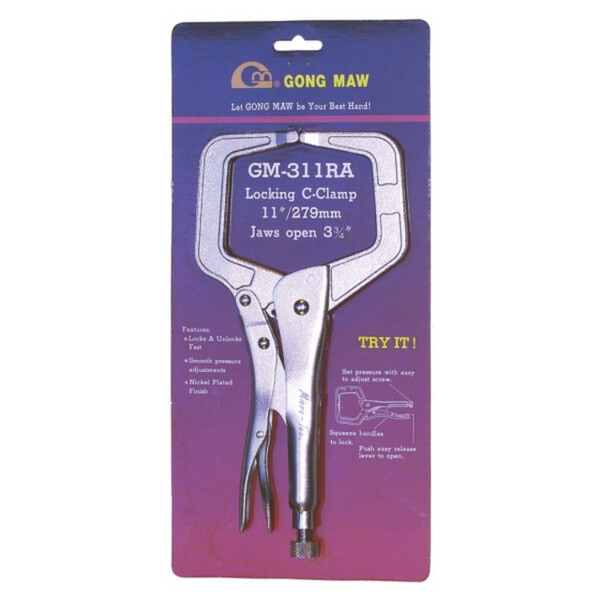 Gm® GONG MAW
Let GONG MAW be Your Best Hand!
GM-311RA
Locking C-Clamp
11"/279mm
Jaws open 3¾"
Features:
Locks & Unlocks
Fast
Smooth pressure
adjustments
Nickel Plated
Finish
TRY IT!
Set pressure with easy
to adjust screw.
Squeene handles
to lock.
Push easy release
lever to open.